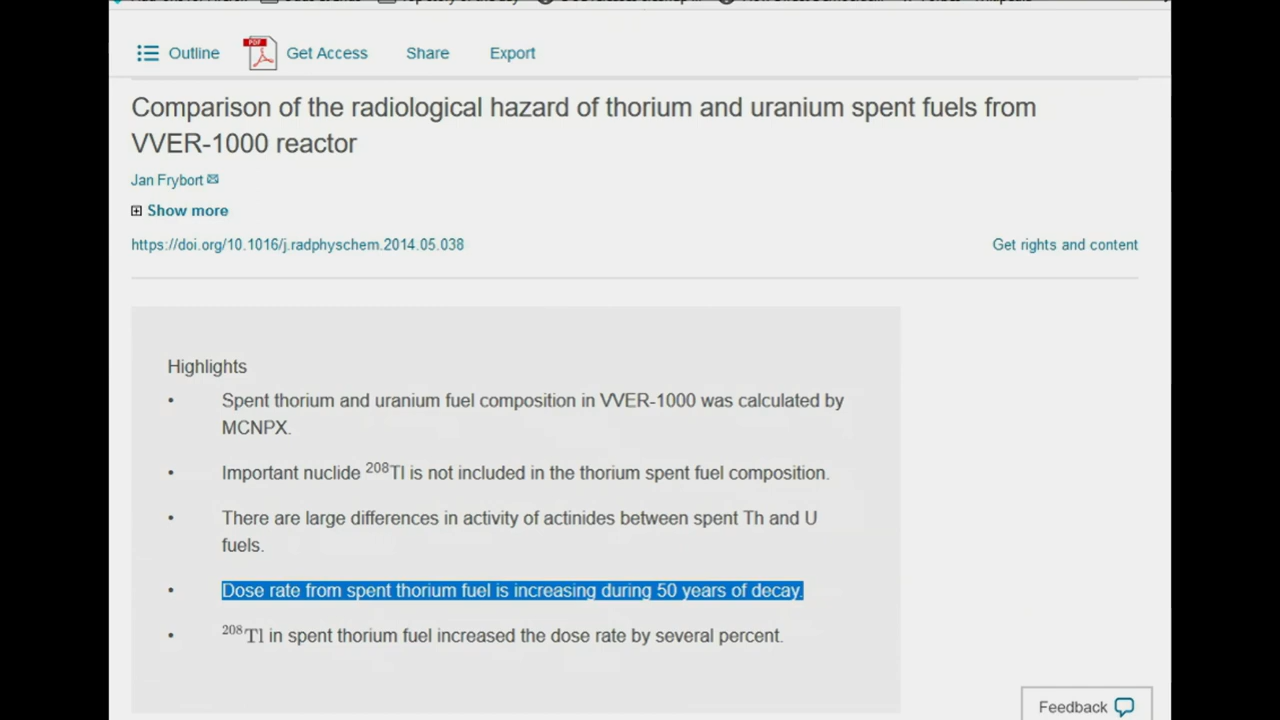 Outline
PDF
Get Access
Share
Export
Comparison of the radiological hazard of thorium and uranium spent fuels from
VVER-1000 reactor
Jan Frybort
Show more
https://doi.org/10.1016/j.radphyschem.2014.05.038
Get rights and content
Highlights
• Spent thorium and uranium fuel composition in VVER-1000 was calculated by
MCNPX.
• Important nuclide ²⁰⁸Tl is not included in the thorium spent fuel composition.
• There are large differences in activity of actinides between spent Th and U
fuels.
• Dose rate from spent thorium fuel is increasing during 50 years of decay.
• ²⁰⁸Tl in spent thorium fuel increased the dose rate by several percent.
Feedback